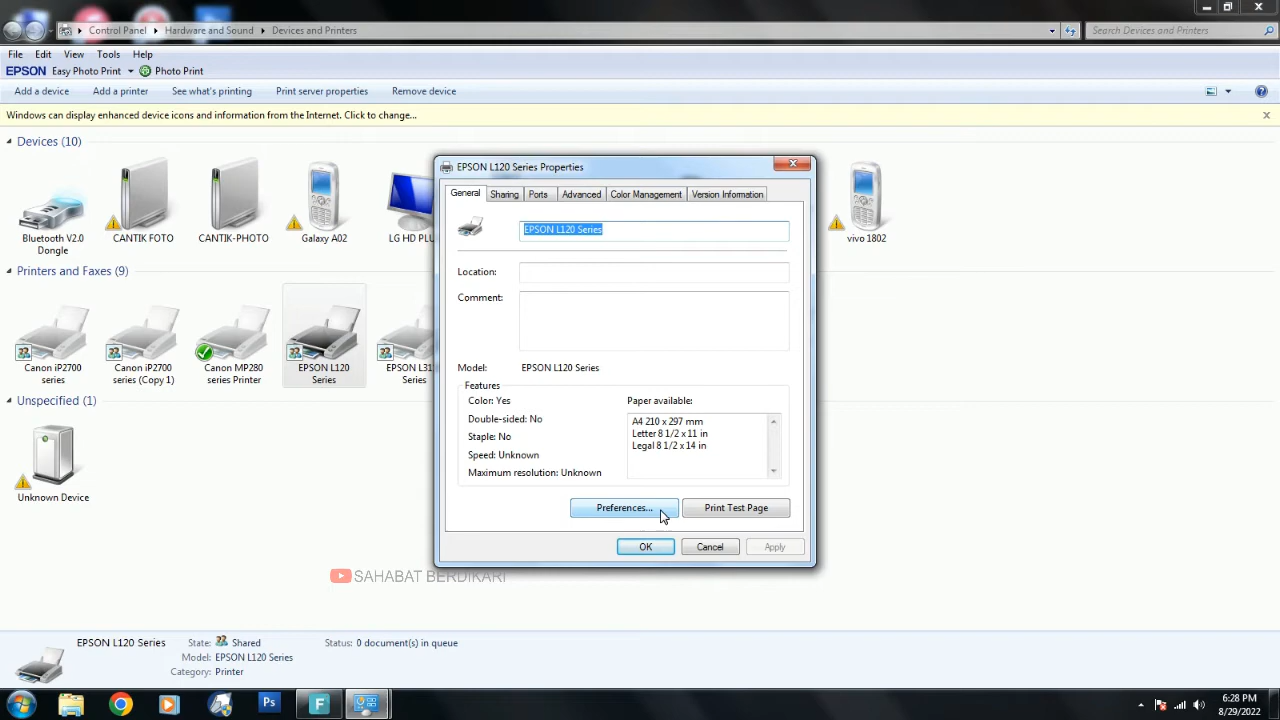 Control Panel Hardware and Sound Devices and Printers Search Devices and Printers
File Edit View Tools Help
EPSON Easy Photo Print Photo Print
Add a device Add a printer See what's printing Print server properties Remove device
Windows can display enhanced device icons and information from the Internet. Click to change...
Devices (10)
Bluetooth V2.0
Dongle
CANTIK FOTO
CANTIK-PHOTO
Galaxy A02
LG HD PLU
vivo 1802
Printers and Faxes (9)
Canon iP2700
series
Canon iP2700
series (Copy 1)
Canon MP280
series Printer
EPSON L120
Series
EPSON L31
Series
Unspecified (1)
Unknown Device
EPSON L120 Series Properties
General Sharing Ports Advanced Color Management Version Information
EPSON L120 Series
Location:
Comment:
Model: EPSON L120 Series
Features
Color: Yes
Double-sided: No
Staple: No
Speed: Unknown
Maximum resolution: Unknown
Paper available:
A4 210 x 297 mm
Letter 8 1/2 x 11 in
Legal 8 1/2 x 14 in
Preferences... Print Test Page
OK Cancel Apply
SAHABAT BERDIKARI
EPSON L120 Series State: Shared Status: 0 document(s) in queue
Model: EPSON L120 Series
Category: Printer
Ps
F
6:28 PM
8/29/2022